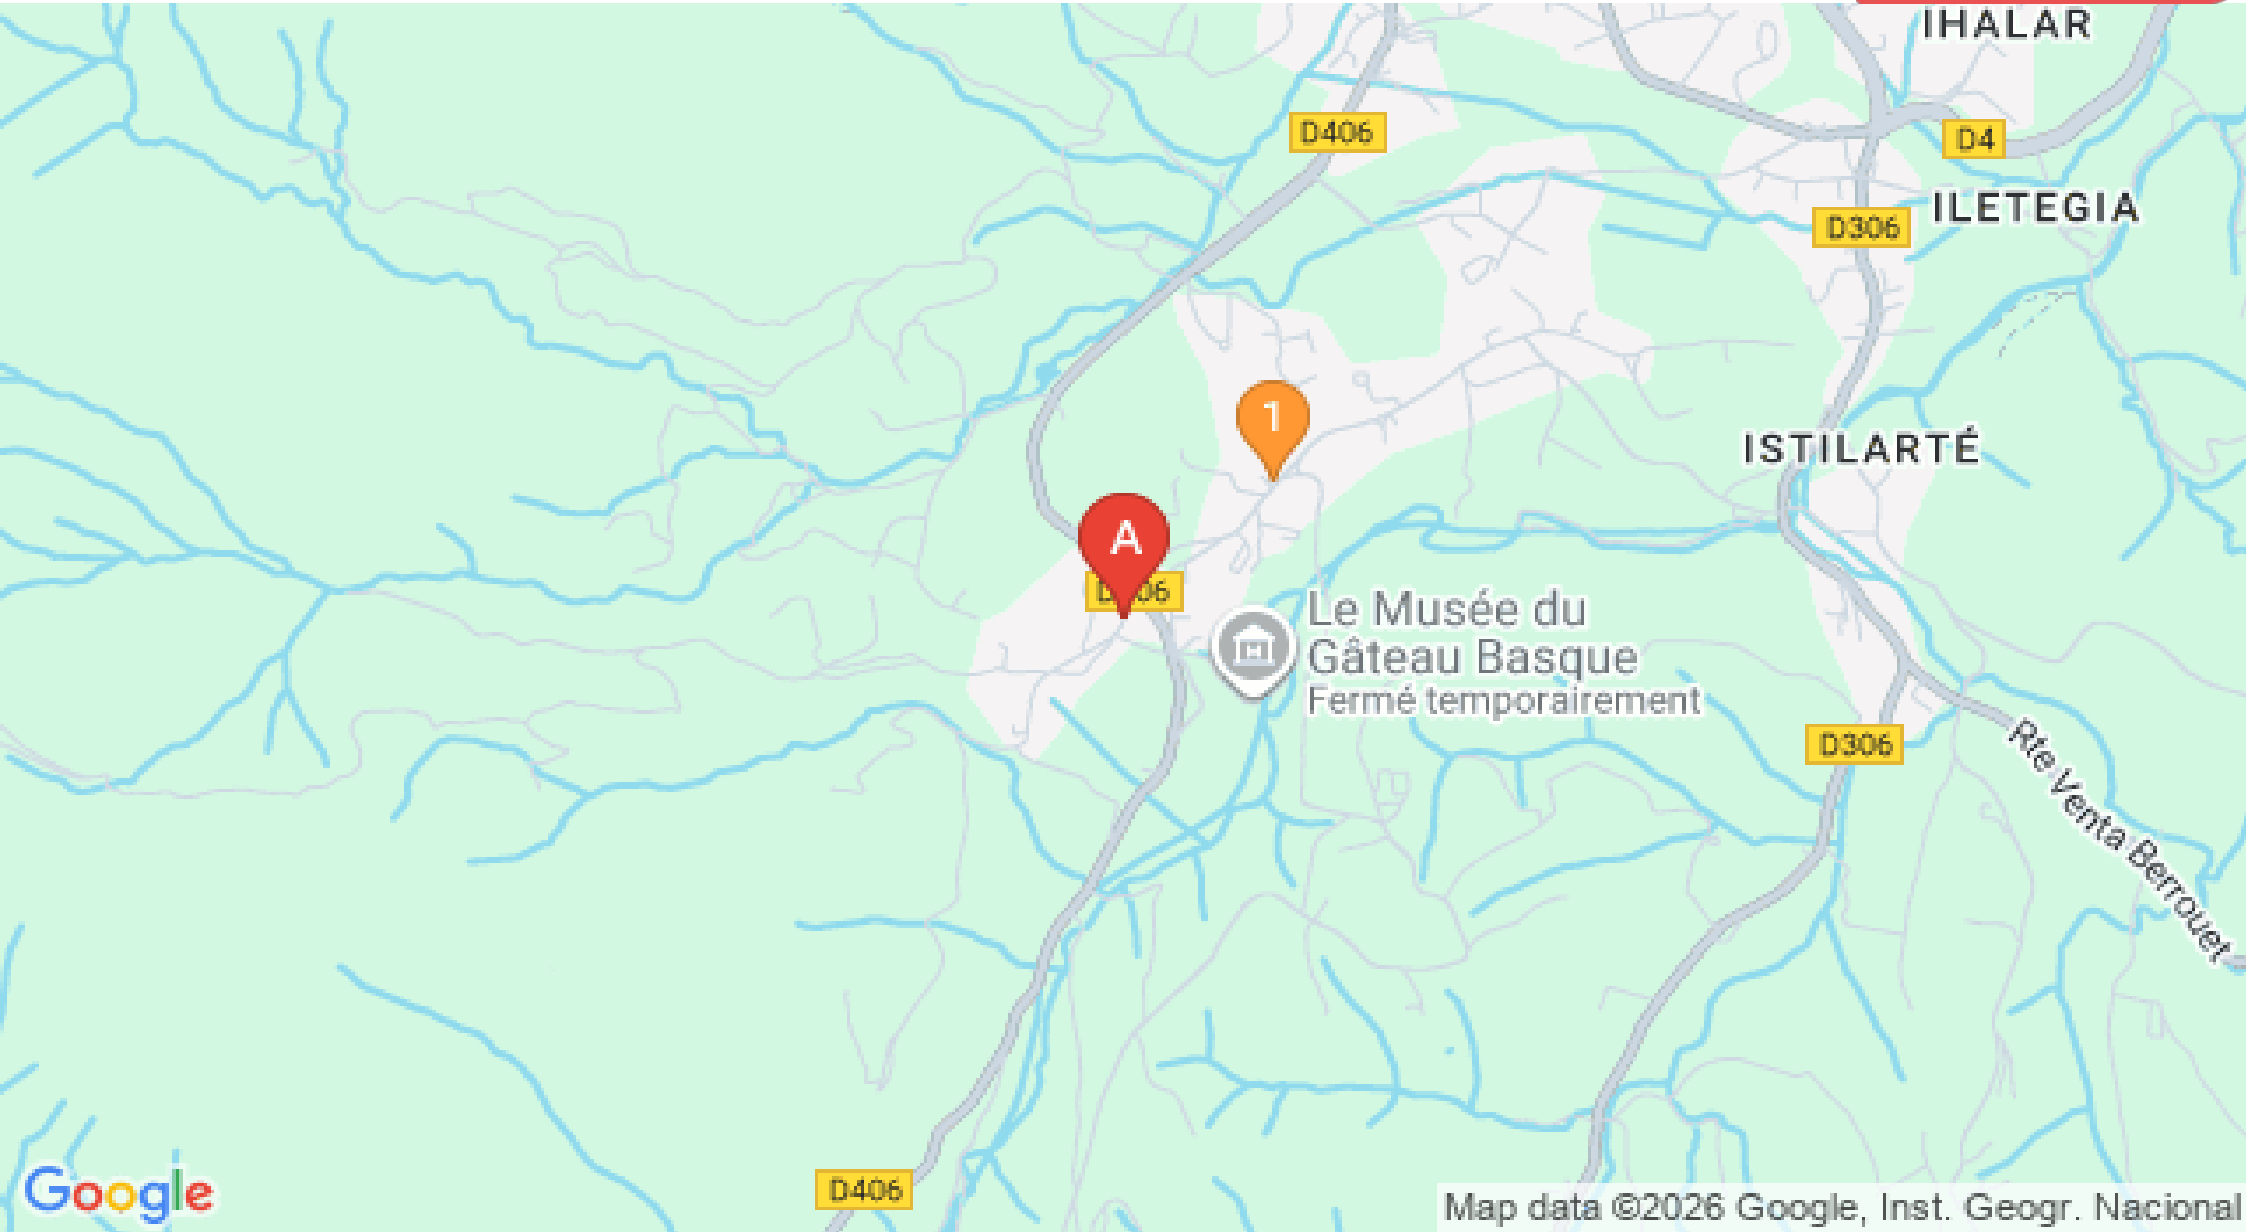 IHALAR
D406
D4
ILETEGIA
D306
1
ISTILARTÉ
A
Le Musée du
Gâteau Basque
Fermé temporairement
D306
Rte Venta Berrouet
D406
Google
Map data ©2026 Google, Inst. Geogr. Nacional